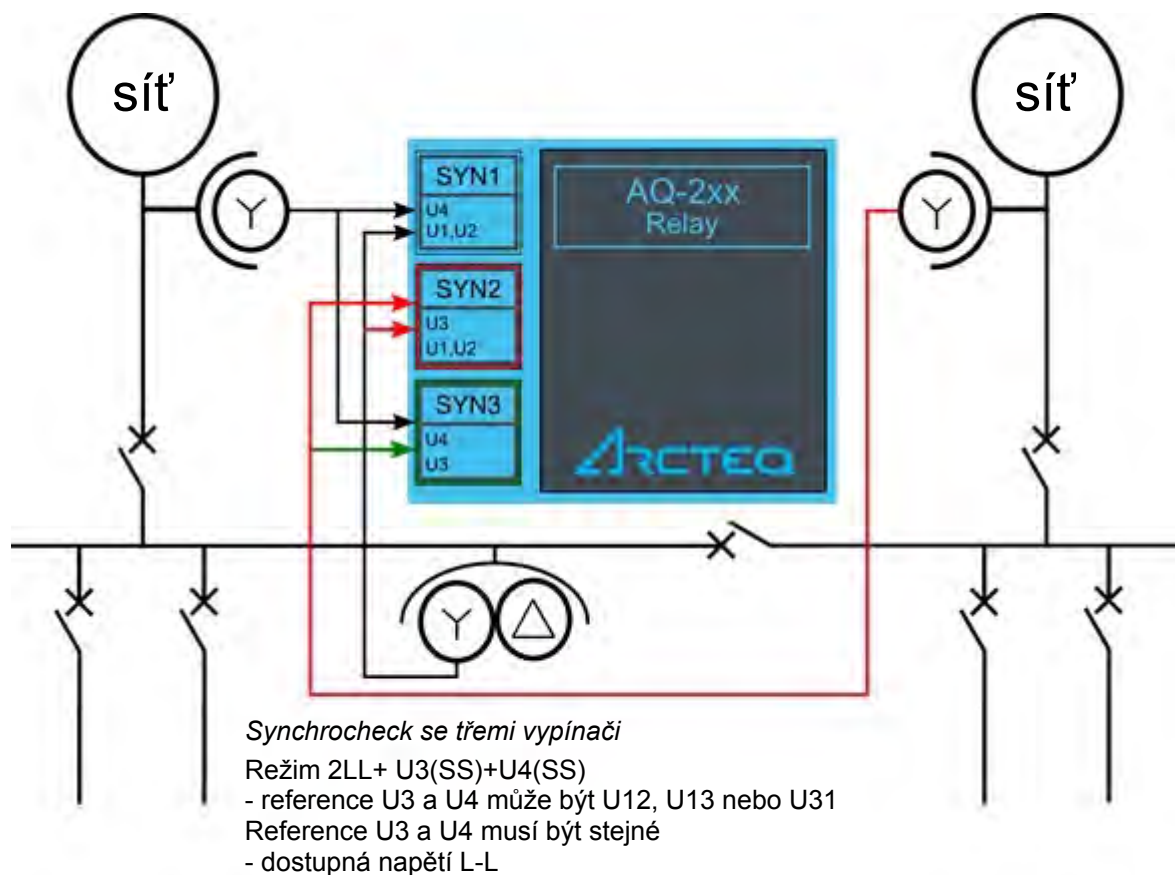 síť
síť
SYN1
U4
U1,U2
AQ-2xx
Relay
Y
Y
SYN2
U3
U1,U2
SYN3
U4
U3
ARCTEQ
Y
Synchrocheck se třemi vypínači
Režim 2LL+ U3(SS)+U4(SS)
- reference U3 a U4 může být U12, U13 nebo U31
Reference U3 a U4 musí být stejné
- dostupná napětí L-L